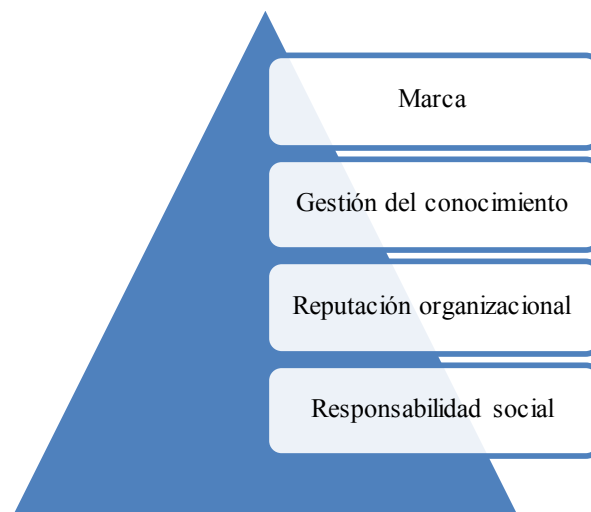 Marca
Gestión del conocimiento
Reputación organizacional
Responsabilidad social